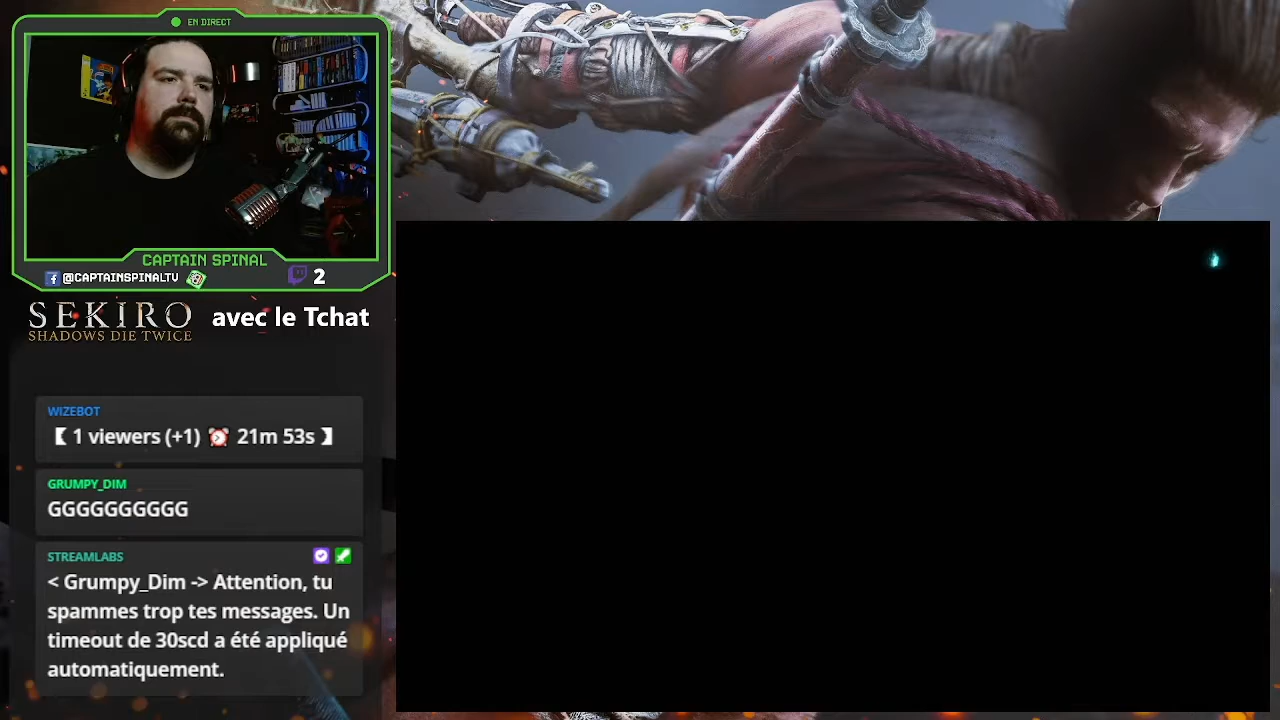 EN DIRECT
CAPTAIN SPINAL
@CAPTAINSPINALTV
2
SEKIRO
SHADOWS DIE TWICE
avec le Tchat
WIZEBOT
【 1 viewers (+1) ⏰ 21m 53s 】
GRUMPY_DIM
GGGGGGGGGG
STREAMLABS
< Grumpy_Dim -> Attention, tu
spammes trop tes messages. Un
timeout de 30scd a été appliqué
automatiquement.